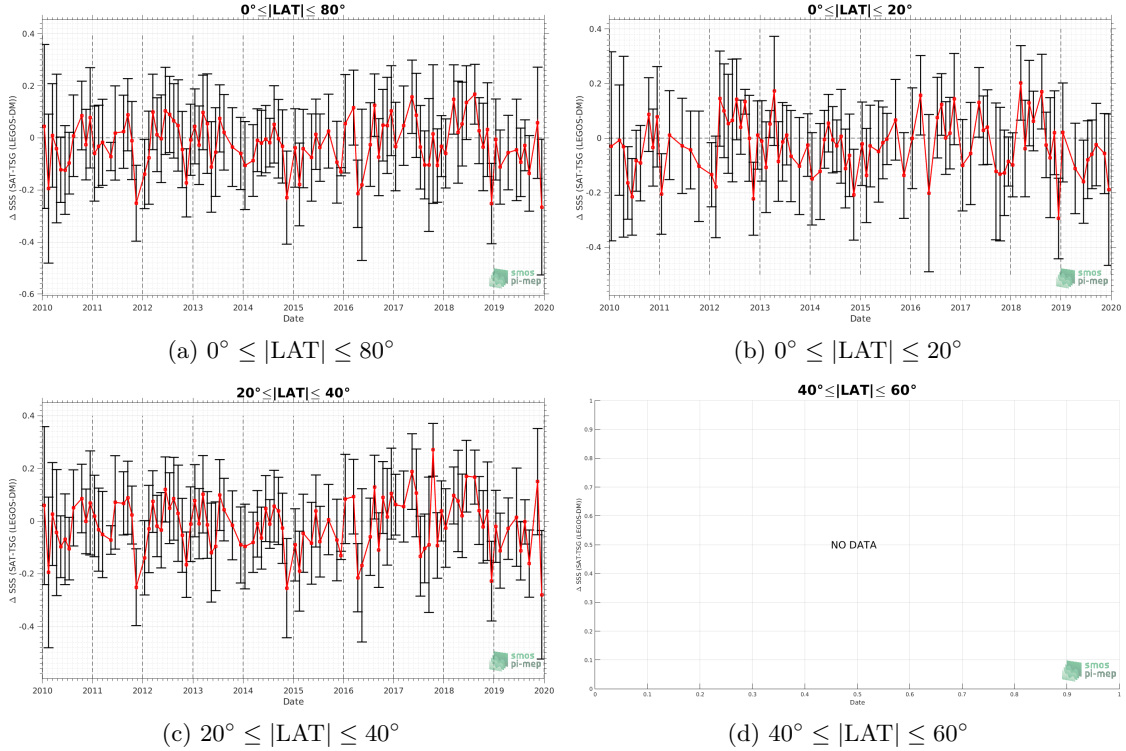 0°≤|LAT|≤ 80°
Δ SSS (SAT-TSG (LEGOS-DM))
0.4
0.2
0
-0.2
-0.4
-0.6
2010 2011 2012 2013 2014 2015 2016 2017 2018 2019 2020
Date
smos
pi-mep
(a) 0° ≤ |LAT| ≤ 80°
0°≤|LAT|≤ 20°
Δ SSS (SAT-TSG (LEGOS-DM))
0.4
0.2
0
-0.2
-0.4
2010 2011 2012 2013 2014 2015 2016 2017 2018 2019 2020
Date
smos
pi-mep
(b) 0° ≤ |LAT| ≤ 20°
20°≤|LAT|≤ 40°
Δ SSS (SAT-TSG (LEGOS-DM))
0.4
0.2
0
-0.2
-0.4
2010 2011 2012 2013 2014 2015 2016 2017 2018 2019 2020
Date
smos
pi-mep
(c) 20° ≤ |LAT| ≤ 40°
40°≤|LAT|≤ 60°
Δ SSS (SAT-TSG (LEGOS-DM))
1
0.9
0.8
0.7
0.6
0.5
0.4
0.3
0.2
0.1
0
NO DATA
0 0.1 0.2 0.3 0.4 0.5 0.6 0.7 0.8 0.9 1
Date
smos
pi-mep
(d) 40° ≤ |LAT| ≤ 60°